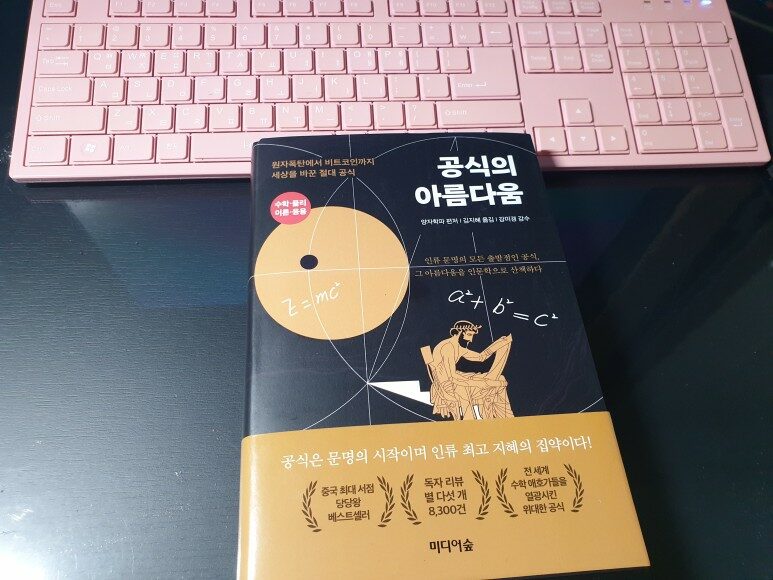 원자폭탄에서 비트코인까지
세상을 바꾼 절대 공식
수학·물리
이론·응용
공식의
아름다움
양자학파 편저 | 김지혜 옮김 | 강미경 감수
인류 문명의 모든 출발점인 공식,
그 아름다움을 인문학으로 산책하다
E=mc²
a²+b²=c²
공식은 문명의 시작이며 인류 최고 지혜의 집약이다!
중국 최대 서점
당당왕
베스트셀러
독자 리뷰
별 다섯 개
8,300건
전 세계
수학 애호가들을
열광시킨
위대한 공식
미디어숲